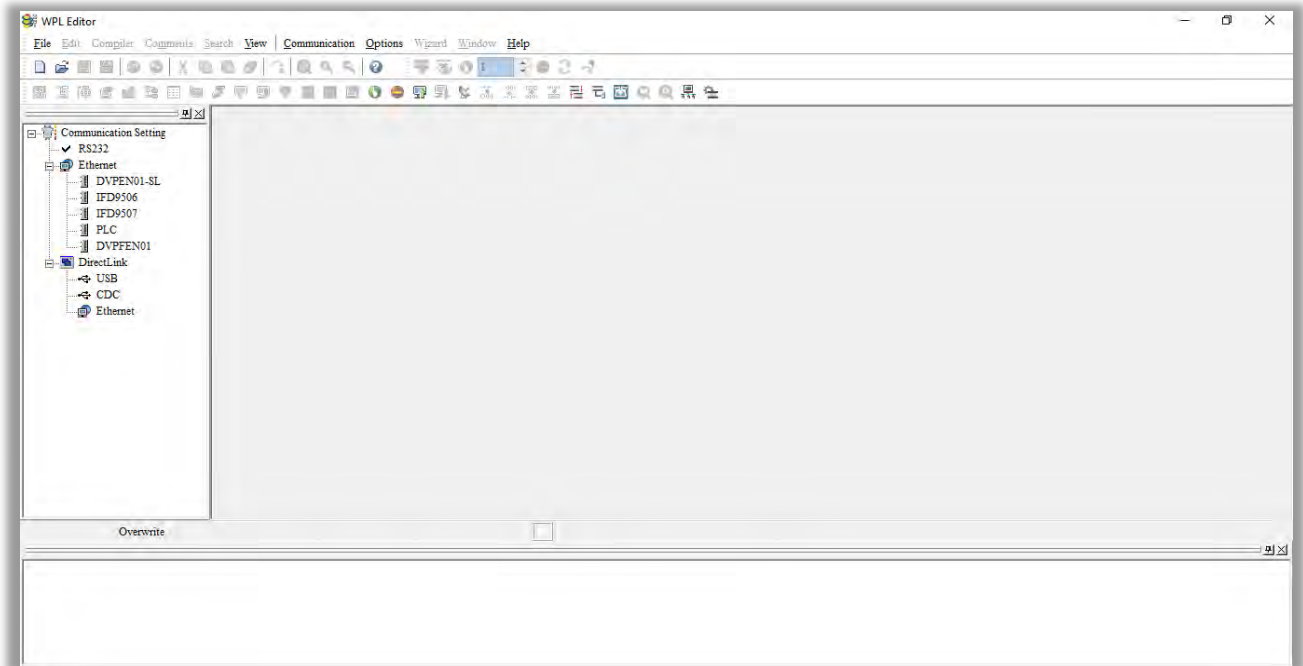 WPL Editor
File Edit Compiler Comments Search View Communication Options Wizard Window Help
1
Communication Setting
RS232
Ethernet
DVPEN01-SL
IFD9506
IFD9507
PLC
DVPFEN01
DirectLink
USB
CDC
Ethernet
Overwrite